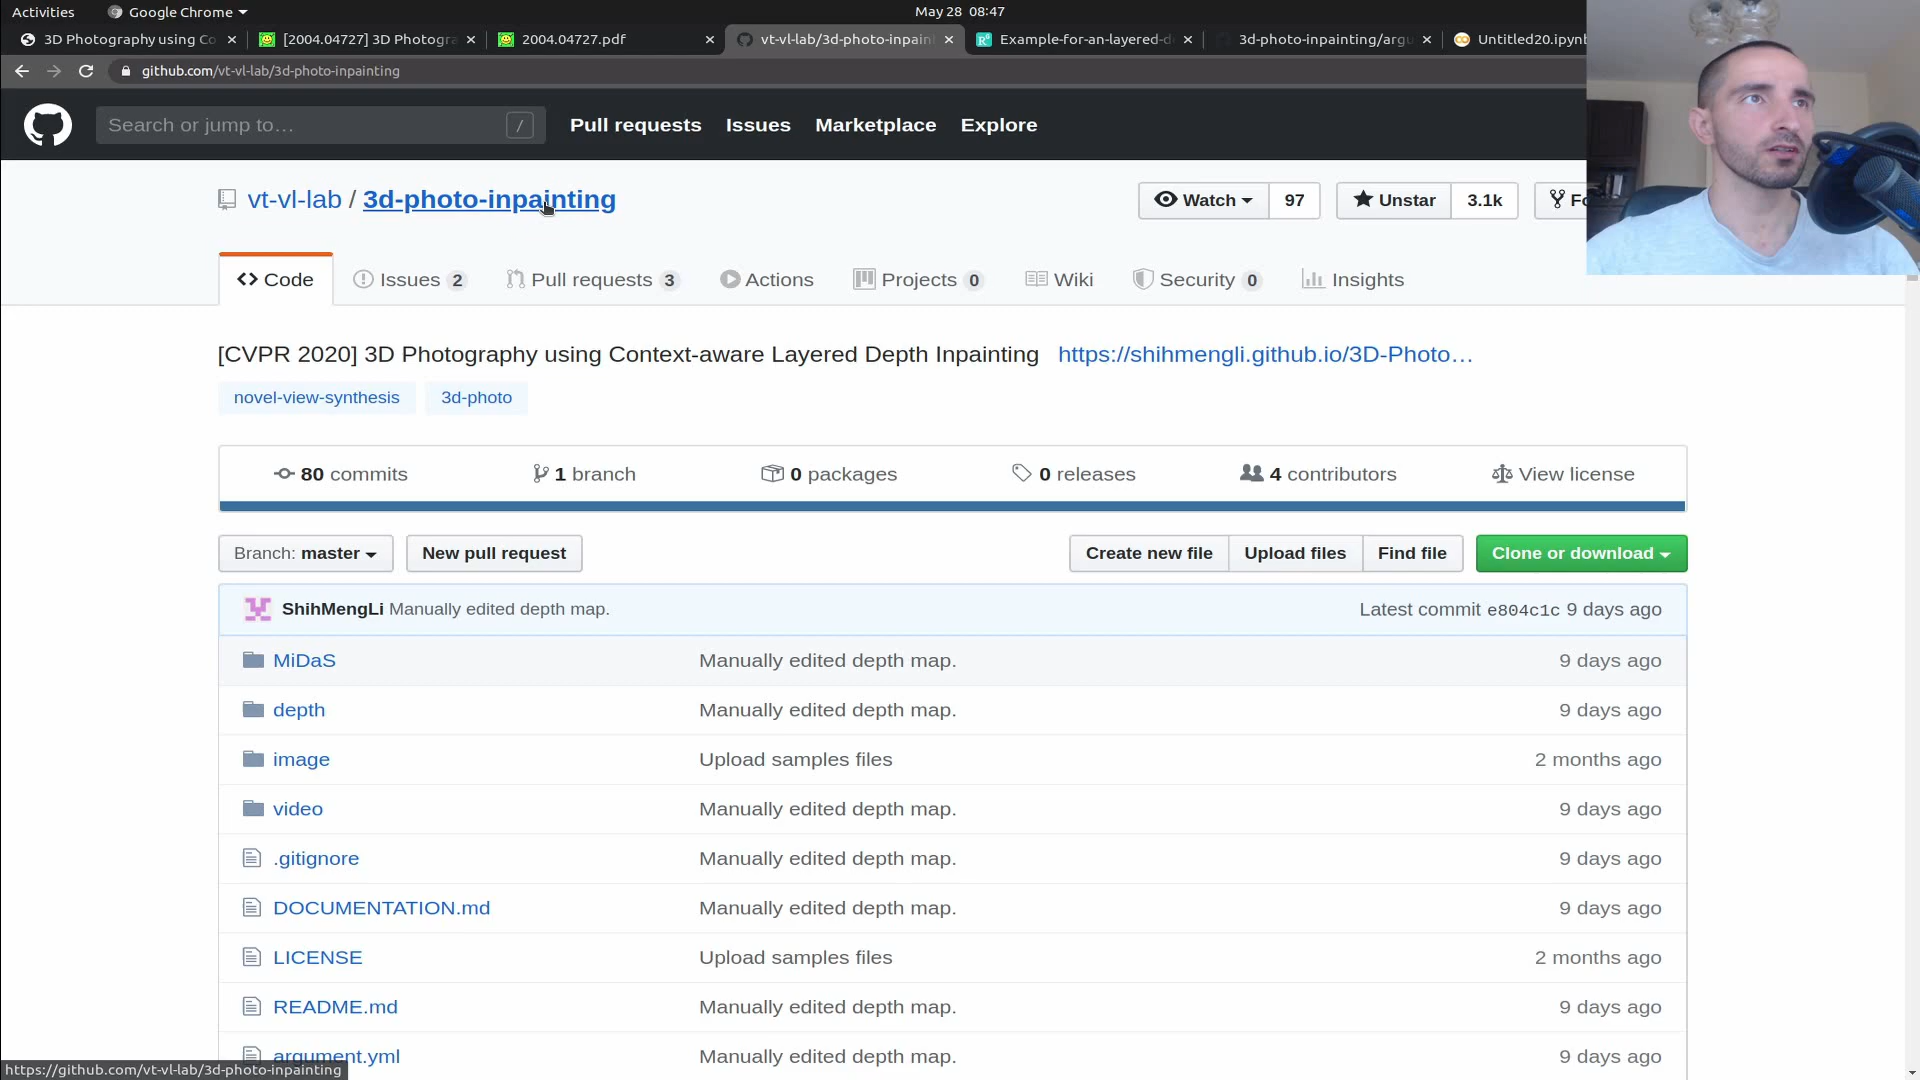 Activities
Google Chrome
May 28 08:47
3D Photography using Co
[2004.04727] 3D Photogra
2004.04727.pdf
vt-vl-lab/3d-photo-inpain
Example-for-an-layered-d
3d-photo-inpainting/argu
Untitled20.ipynb
github.com/vt-vl-lab/3d-photo-inpainting
Search or jump to…
/
Pull requests
Issues
Marketplace
Explore
vt-vl-lab / 3d-photo-inpainting
Watch 97
Unstar 3.1k
Fo
Code
Issues 2
Pull requests 3
Actions
Projects 0
Wiki
Security 0
Insights
[CVPR 2020] 3D Photography using Context-aware Layered Depth Inpainting https://shihmengli.github.io/3D-Photo…
novel-view-synthesis
3d-photo
80 commits
1 branch
0 packages
0 releases
4 contributors
View license
Branch: master
New pull request
Create new file
Upload files
Find file
Clone or download
ShihMengLi Manually edited depth map. Latest commit e804c1c 9 days ago
MiDaS Manually edited depth map. 9 days ago
depth Manually edited depth map. 9 days ago
image Upload samples files 2 months ago
video Manually edited depth map. 9 days ago
.gitignore Manually edited depth map. 9 days ago
DOCUMENTATION.md Manually edited depth map. 9 days ago
LICENSE Upload samples files 2 months ago
README.md Manually edited depth map. 9 days ago
argument.yml Manually edited depth map. 9 days ago
https://github.com/vt-vl-lab/3d-photo-inpainting